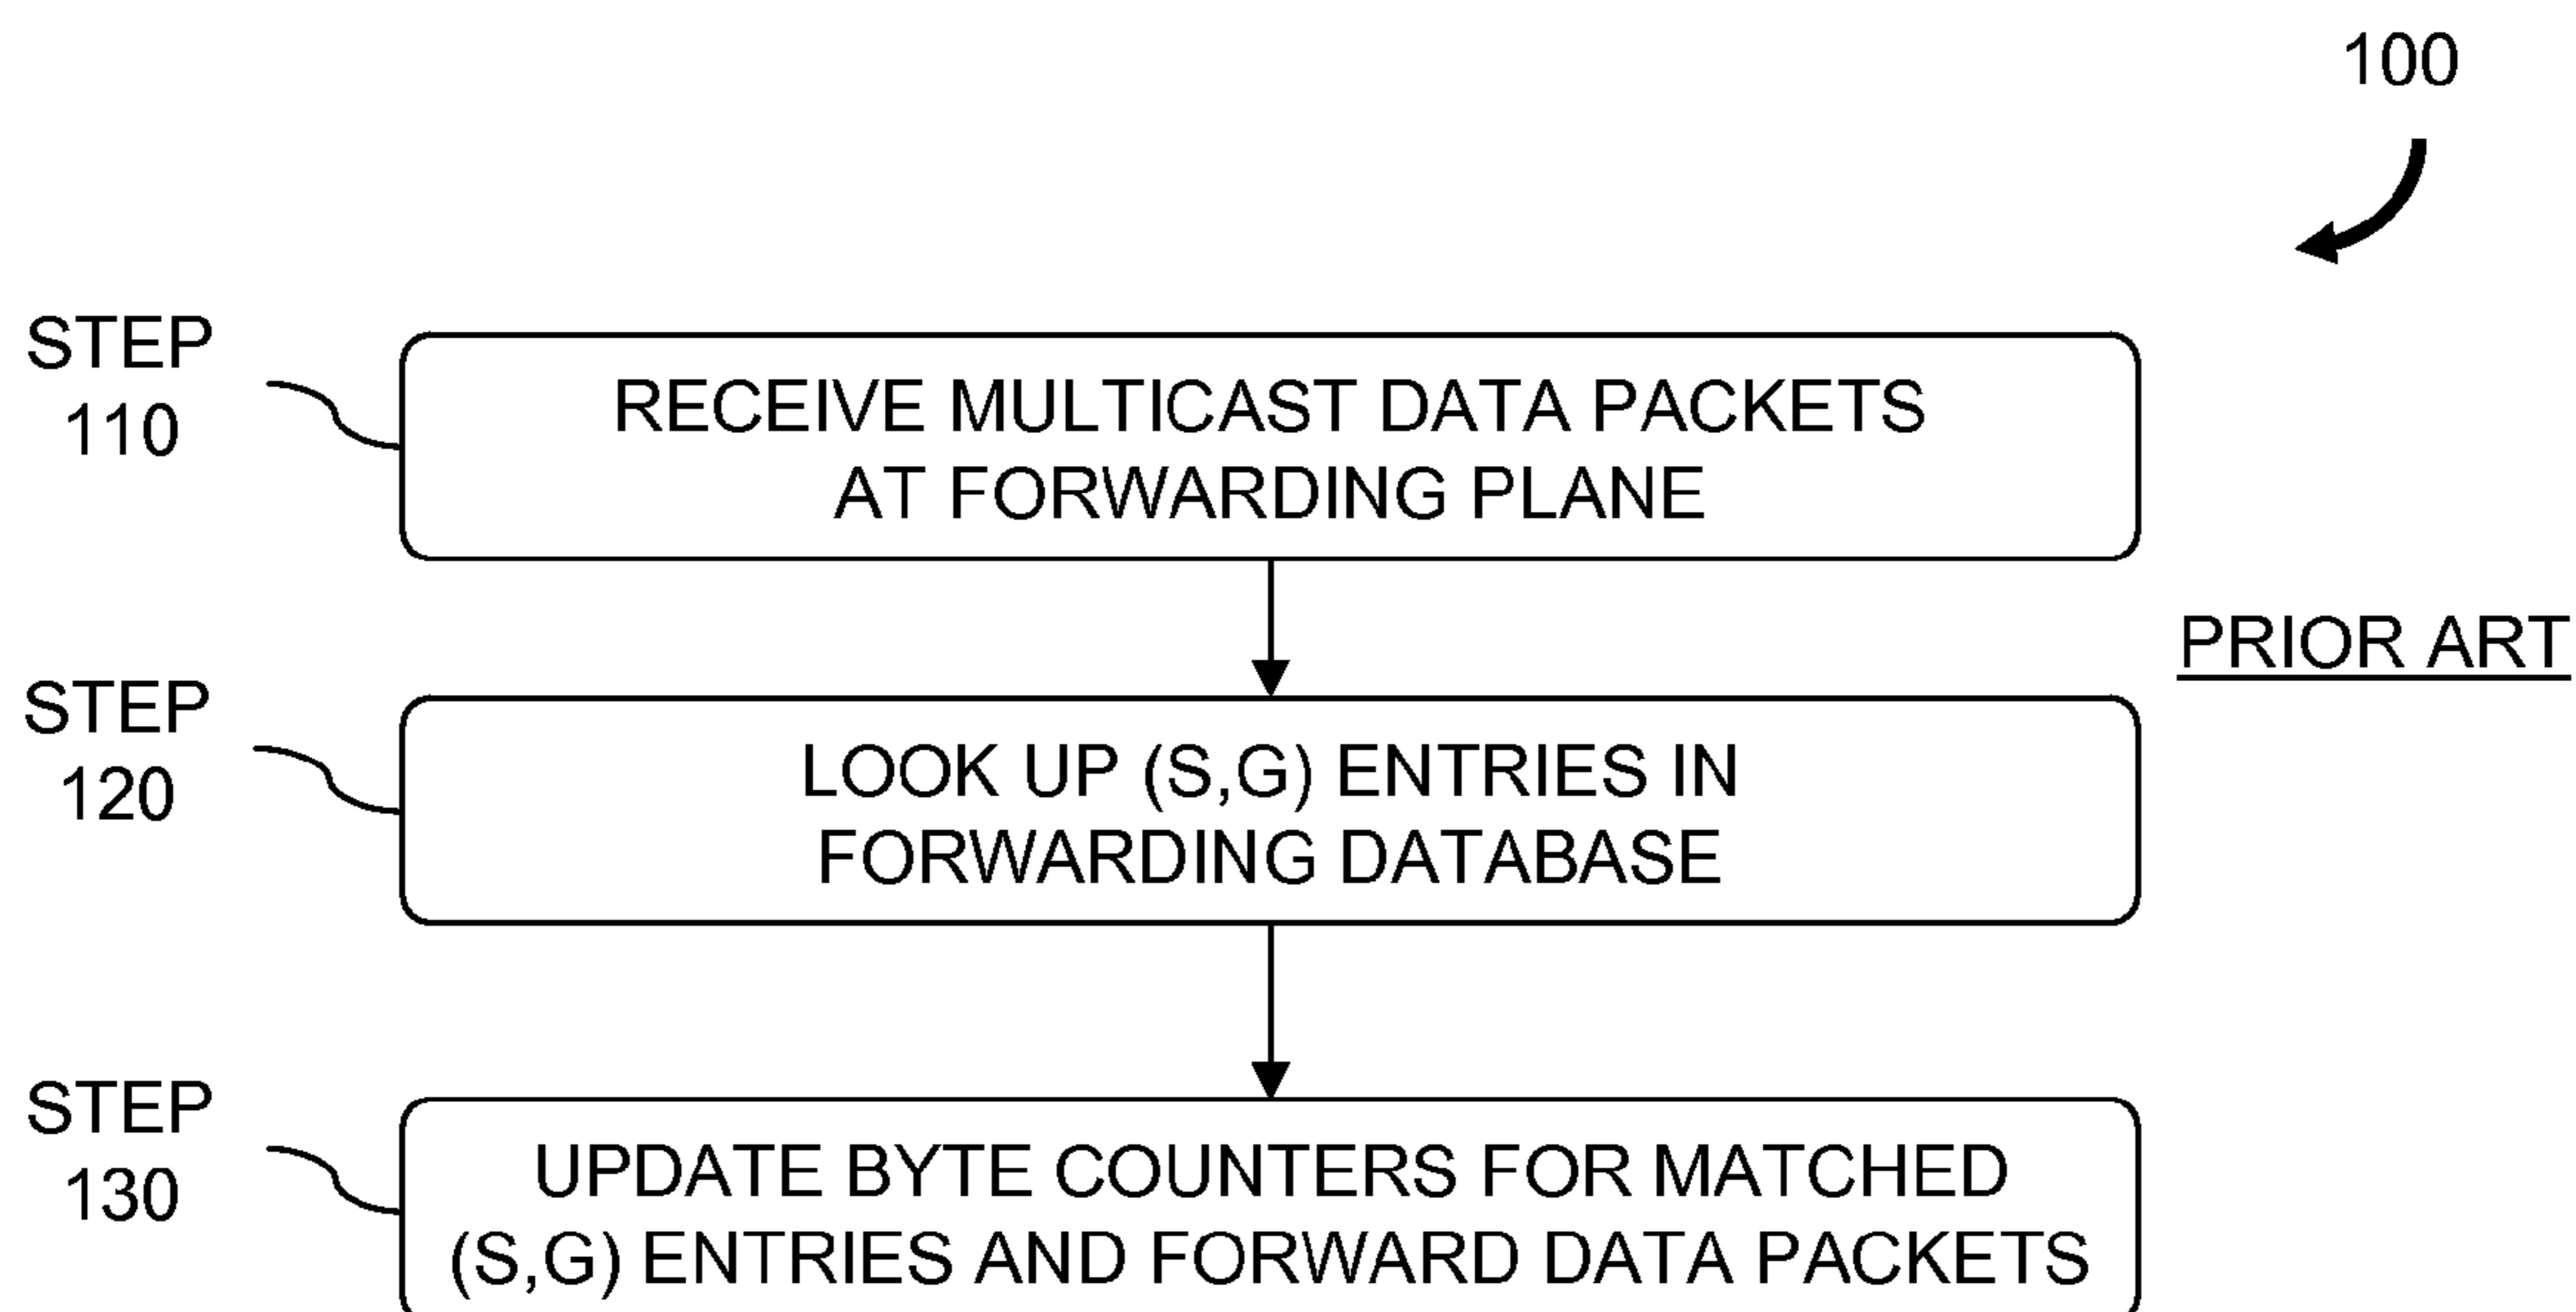 100
STEP
110
RECEIVE MULTICAST DATA PACKETS
AT FORWARDING PLANE
PRIOR ART
STEP
120
LOOK UP (S,G) ENTRIES IN
FORWARDING DATABASE
STEP
130
UPDATE BYTE COUNTERS FOR MATCHED
(S,G) ENTRIES AND FORWARD DATA PACKETS